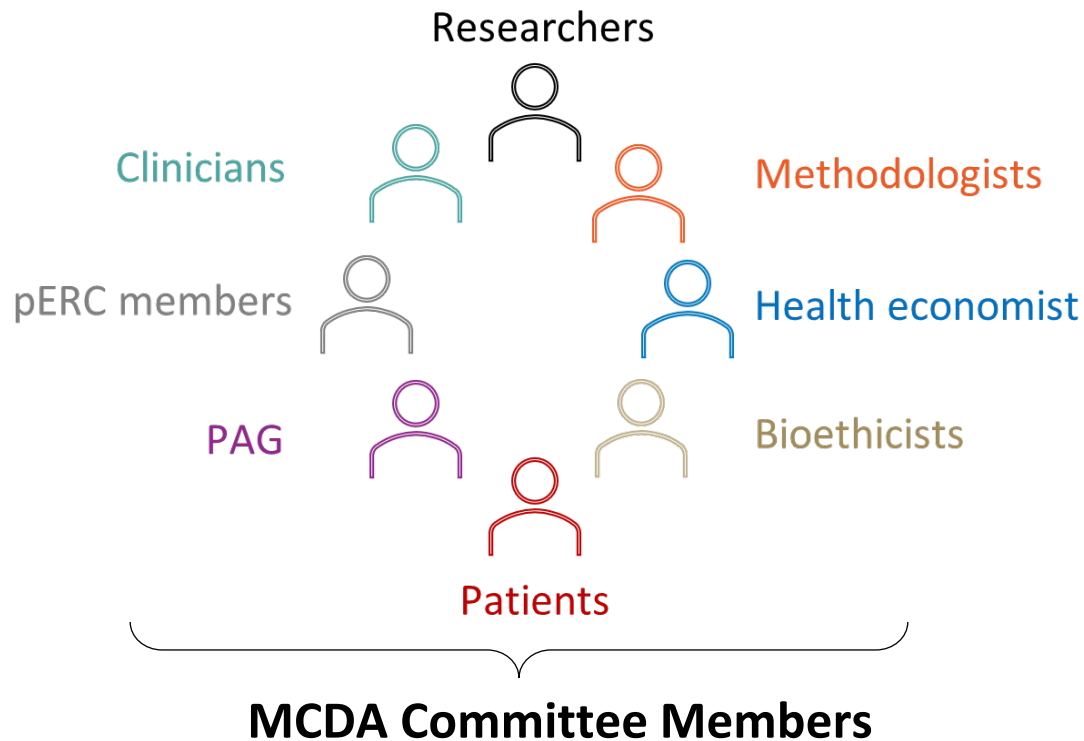 Researchers
Clinicians
Methodologists
pERC members
Health economist
PAG
Bioethicists
Patients
MCDA Committee Members